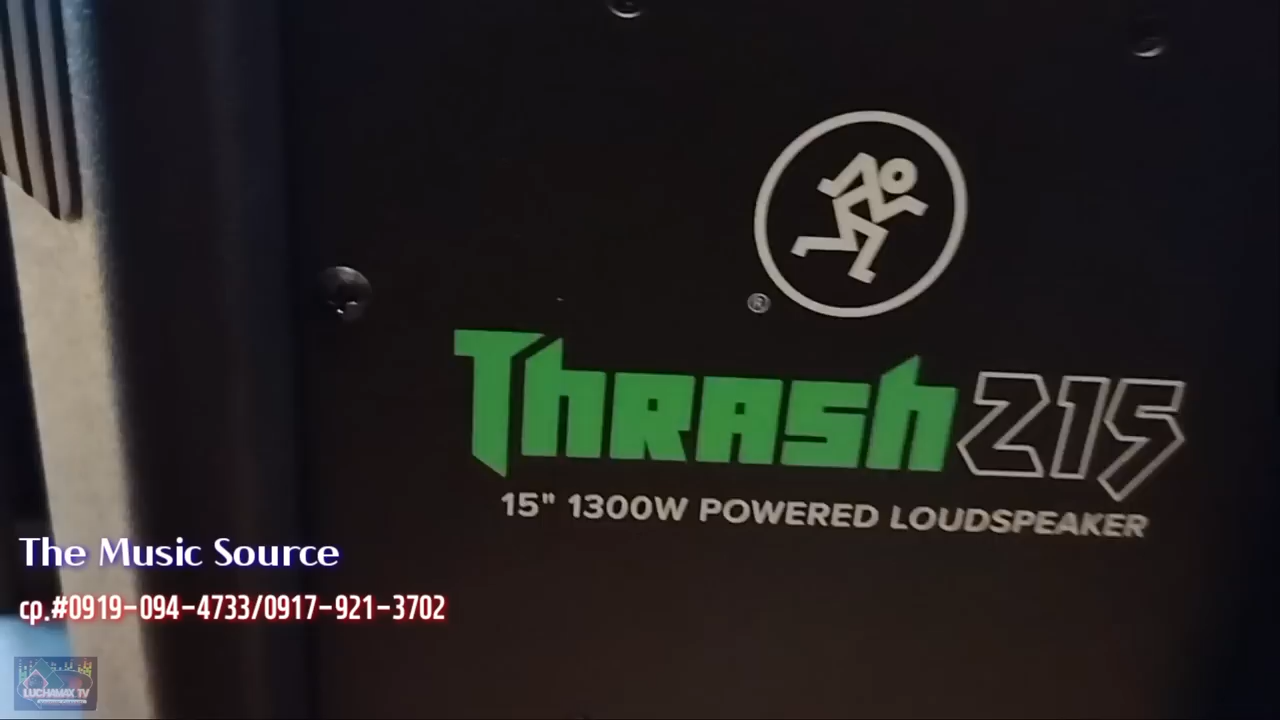 ®
Thrash215
15" 1300W POWERED LOUDSPEAKER
The Music Source
cp.#0919-094-4733/0917-921-3702
LUCHAMAX TV